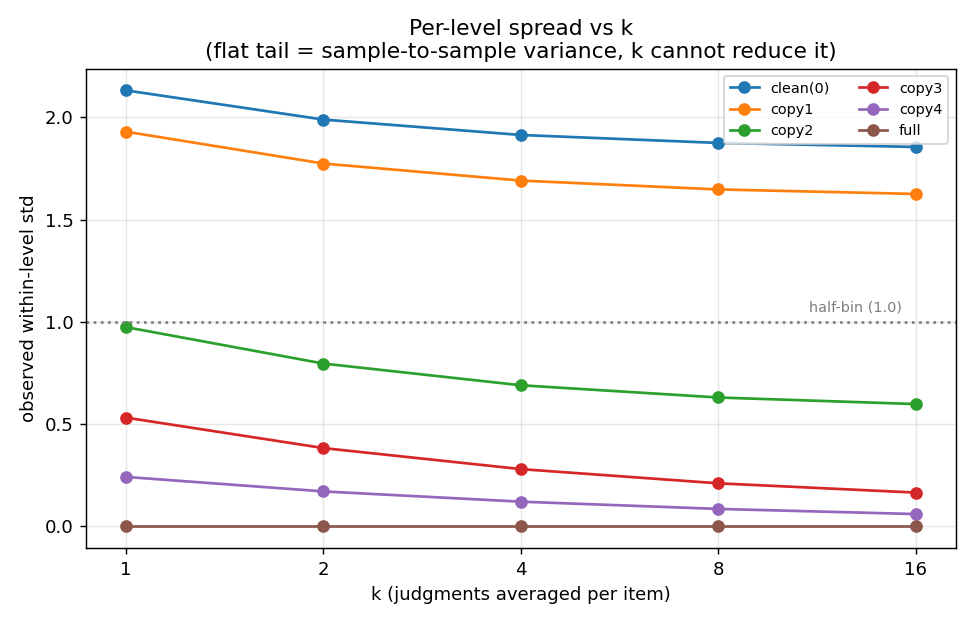 Per-level spread vs k
(flat tail = sample-to-sample variance, k cannot reduce it)
observed within-level std
2.0
1.5
1.0
0.5
0.0
clean(0)
copy1
copy2
copy3
copy4
full
half-bin (1.0)
1 2 4 8 16
k (judgments averaged per item)